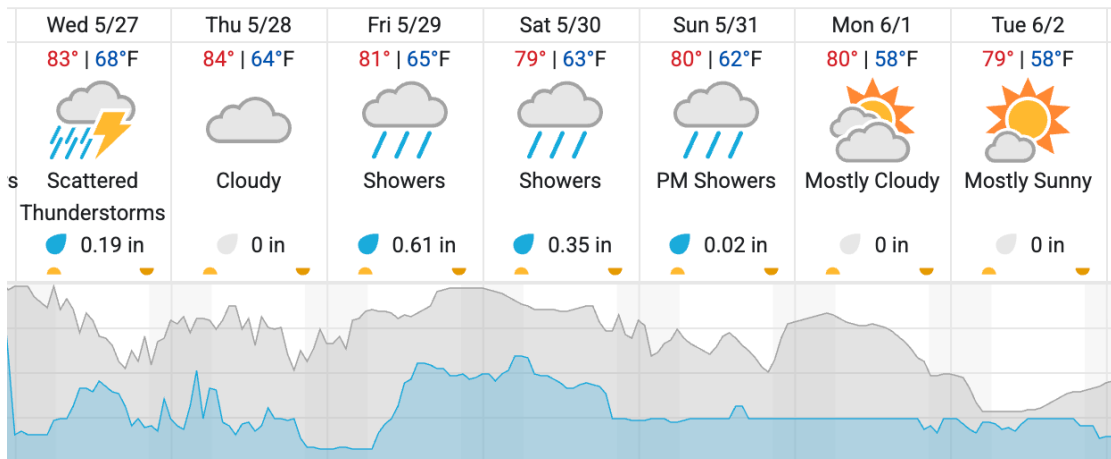 Wed 5/27 Thu 5/28 Fri 5/29 Sat 5/30 Sun 5/31 Mon 6/1 Tue 6/2
83° | 68°F 84° | 64°F 81° | 65°F 79° | 63°F 80° | 62°F 80° | 58°F 79° | 58°F
s Scattered Cloudy Showers Showers PM Showers Mostly Cloudy Mostly Sunny
Thunderstorms
0.19 in 0 in 0.61 in 0.35 in 0.02 in 0 in 0 in